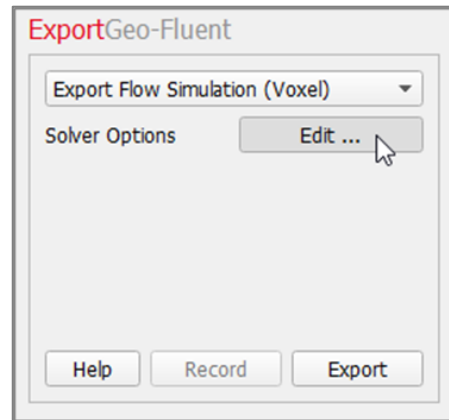 ExportGeo-Fluent
Export Flow Simulation (Voxel)
Solver Options Edit ...
Help Record Export